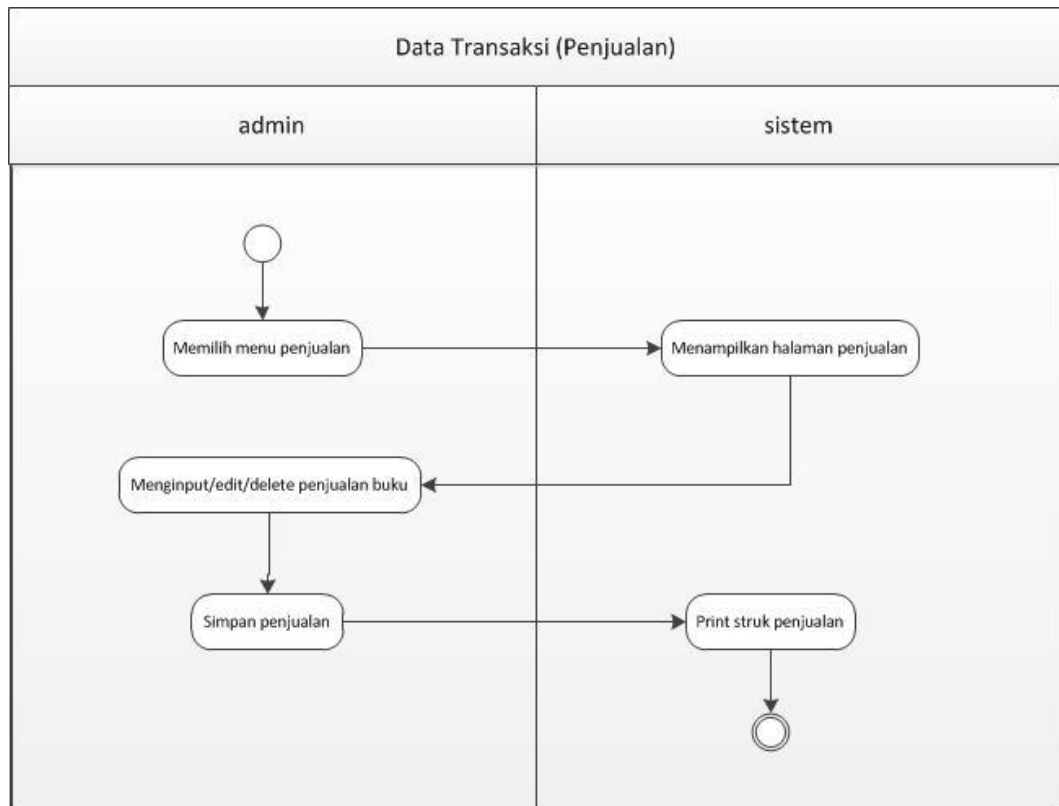 Data Transaksi (Penjualan)
admin
sistem
Memilih menu penjualan
Menampilkan halaman penjualan
Menginput/edit/delete penjualan buku
Simpan penjualan
Print struk penjualan